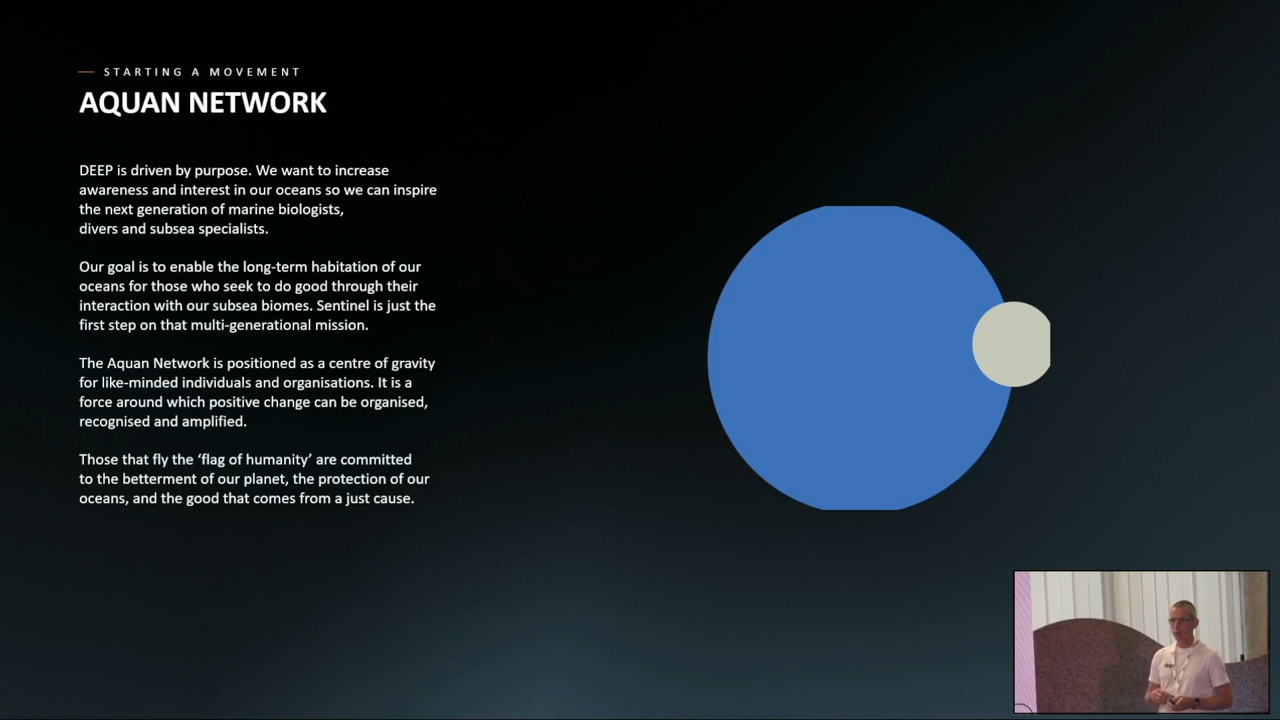 STARTING A MOVEMENT
AQUAN NETWORK
DEEP is driven by purpose. We want to increase
awareness and interest in our oceans so we can inspire
the next generation of marine biologists,
divers and subsea specialists.
Our goal is to enable the long-term habitation of our
oceans for those who seek to do good through their
interaction with our subsea biomes. Sentinel is just the
first step on that multi-generational mission.
The Aquan Network is positioned as a centre of gravity
for like-minded individuals and organisations. It is a
force around which positive change can be organised,
recognised and amplified.
Those that fly the ‘flag of humanity’ are committed
to the betterment of our planet, the protection of our
oceans, and the good that comes from a just cause.